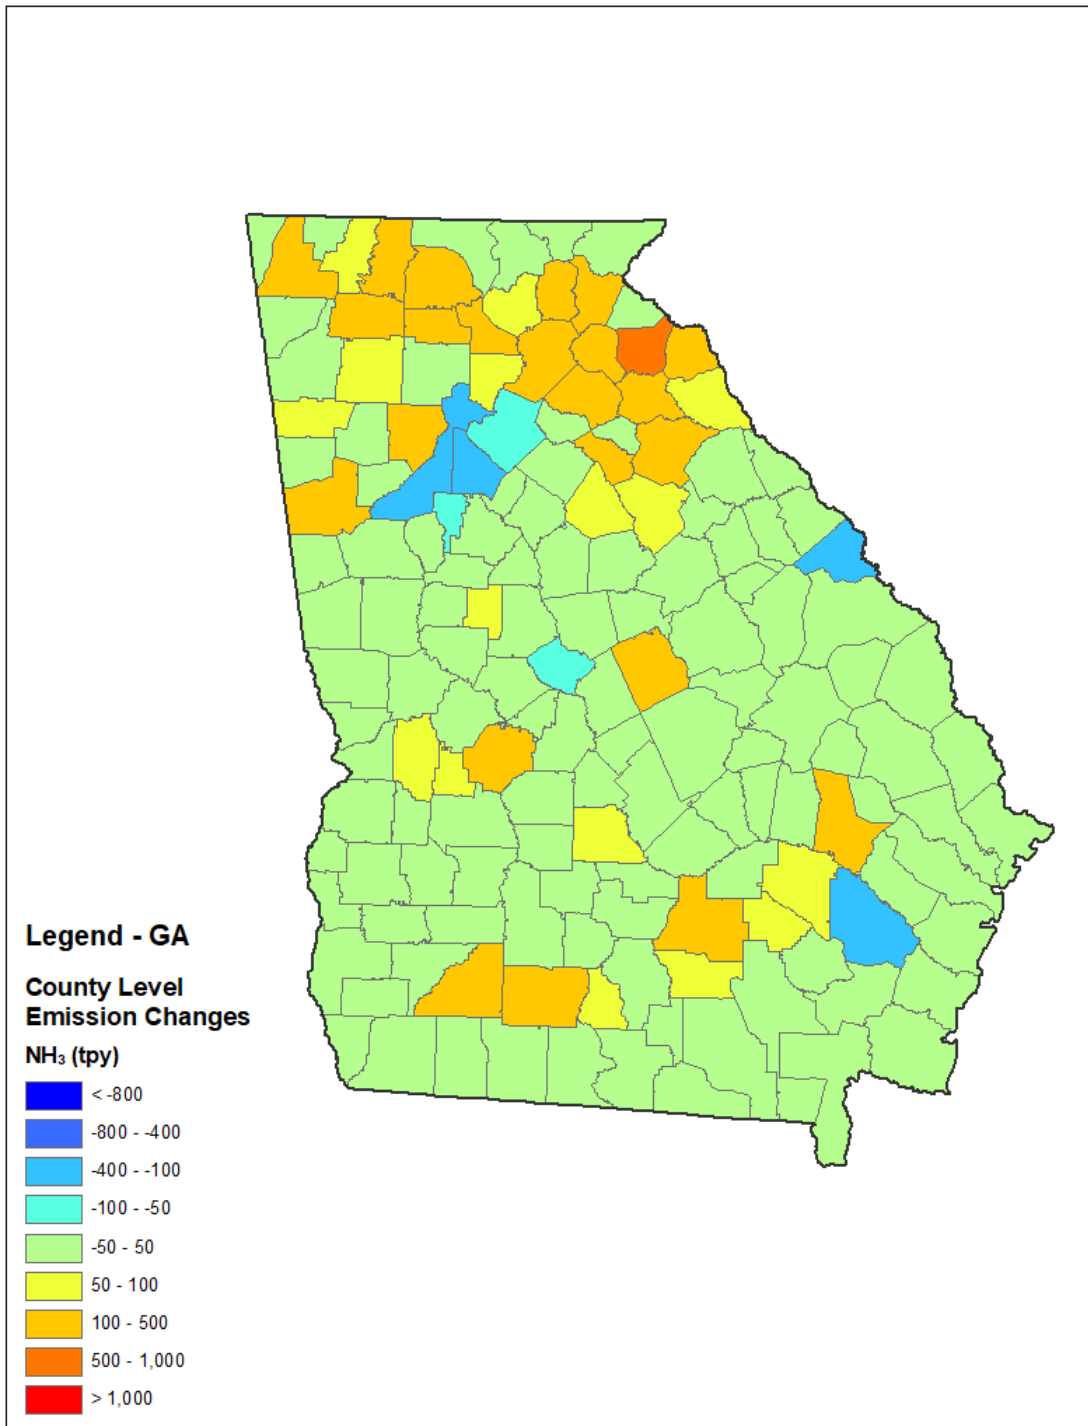 Legend - GA
County Level
Emission Changes
NH₃ (tpy)
< -800
-800 - -400
-400 - -100
-100 - -50
-50 - 50
50 - 100
100 - 500
500 - 1,000
> 1,000